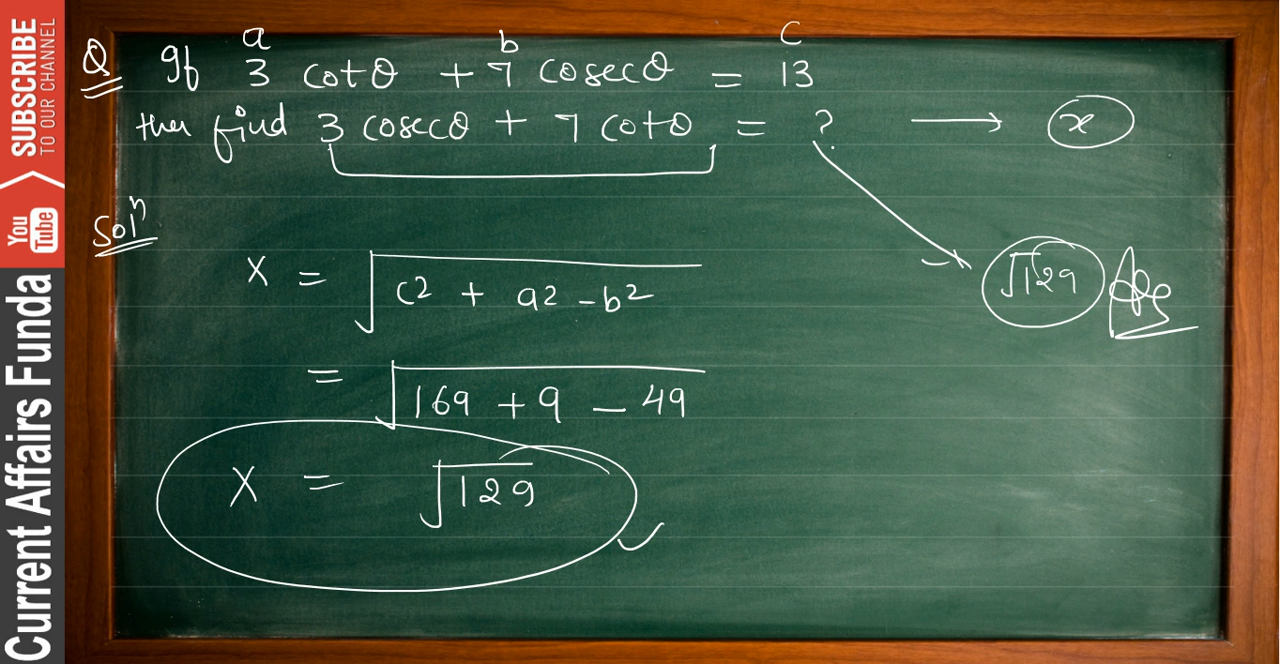 SUBSCRIBE
TO OUR CHANNEL
You Tube
Current Affairs Funda
a b c
Q If 3 cotθ + 7 cosecθ = 13
then find 3 cosecθ + 7 cotθ = ? → x
Solⁿ
x = √(c2 + a2 - b2)
√129 Ans
= √(169 + 9 - 49)
x = √129